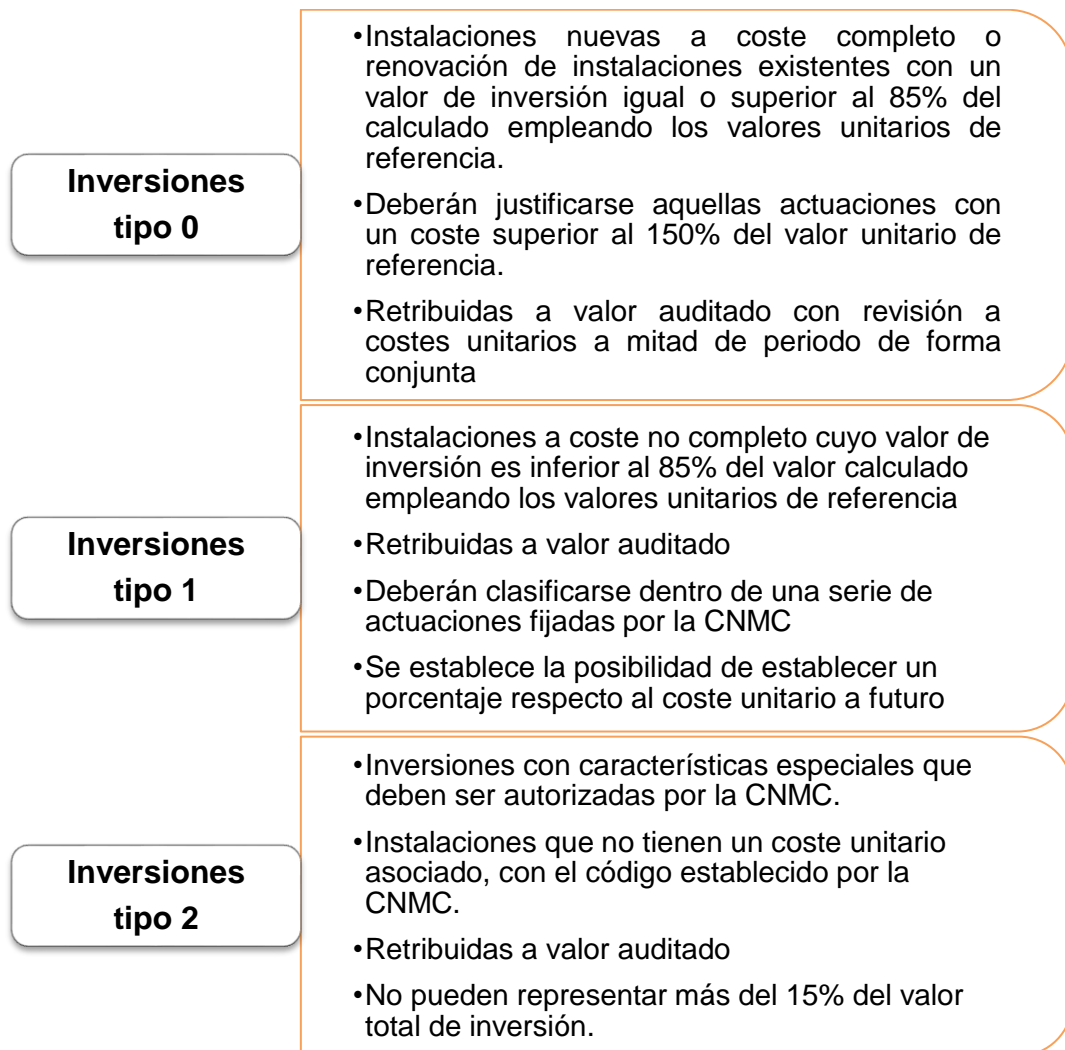 Inversiones
tipo 0
•Instalaciones nuevas a coste completo o
renovación de instalaciones existentes con un
valor de inversión igual o superior al 85% del
calculado empleando los valores unitarios de
referencia.
•Deberán justificarse aquellas actuaciones con
un coste superior al 150% del valor unitario de
referencia.
•Retribuidas a valor auditado con revisión a
costes unitarios a mitad de periodo de forma
conjunta
Inversiones
tipo 1
•Instalaciones a coste no completo cuyo valor de
inversión es inferior al 85% del valor calculado
empleando los valores unitarios de referencia
•Retribuidas a valor auditado
•Deberán clasificarse dentro de una serie de
actuaciones fijadas por la CNMC
•Se establece la posibilidad de establecer un
porcentaje respecto al coste unitario a futuro
Inversiones
tipo 2
•Inversiones con características especiales que
deben ser autorizadas por la CNMC.
•Instalaciones que no tienen un coste unitario
asociado, con el código establecido por la
CNMC.
•Retribuidas a valor auditado
•No pueden representar más del 15% del valor
total de inversión.